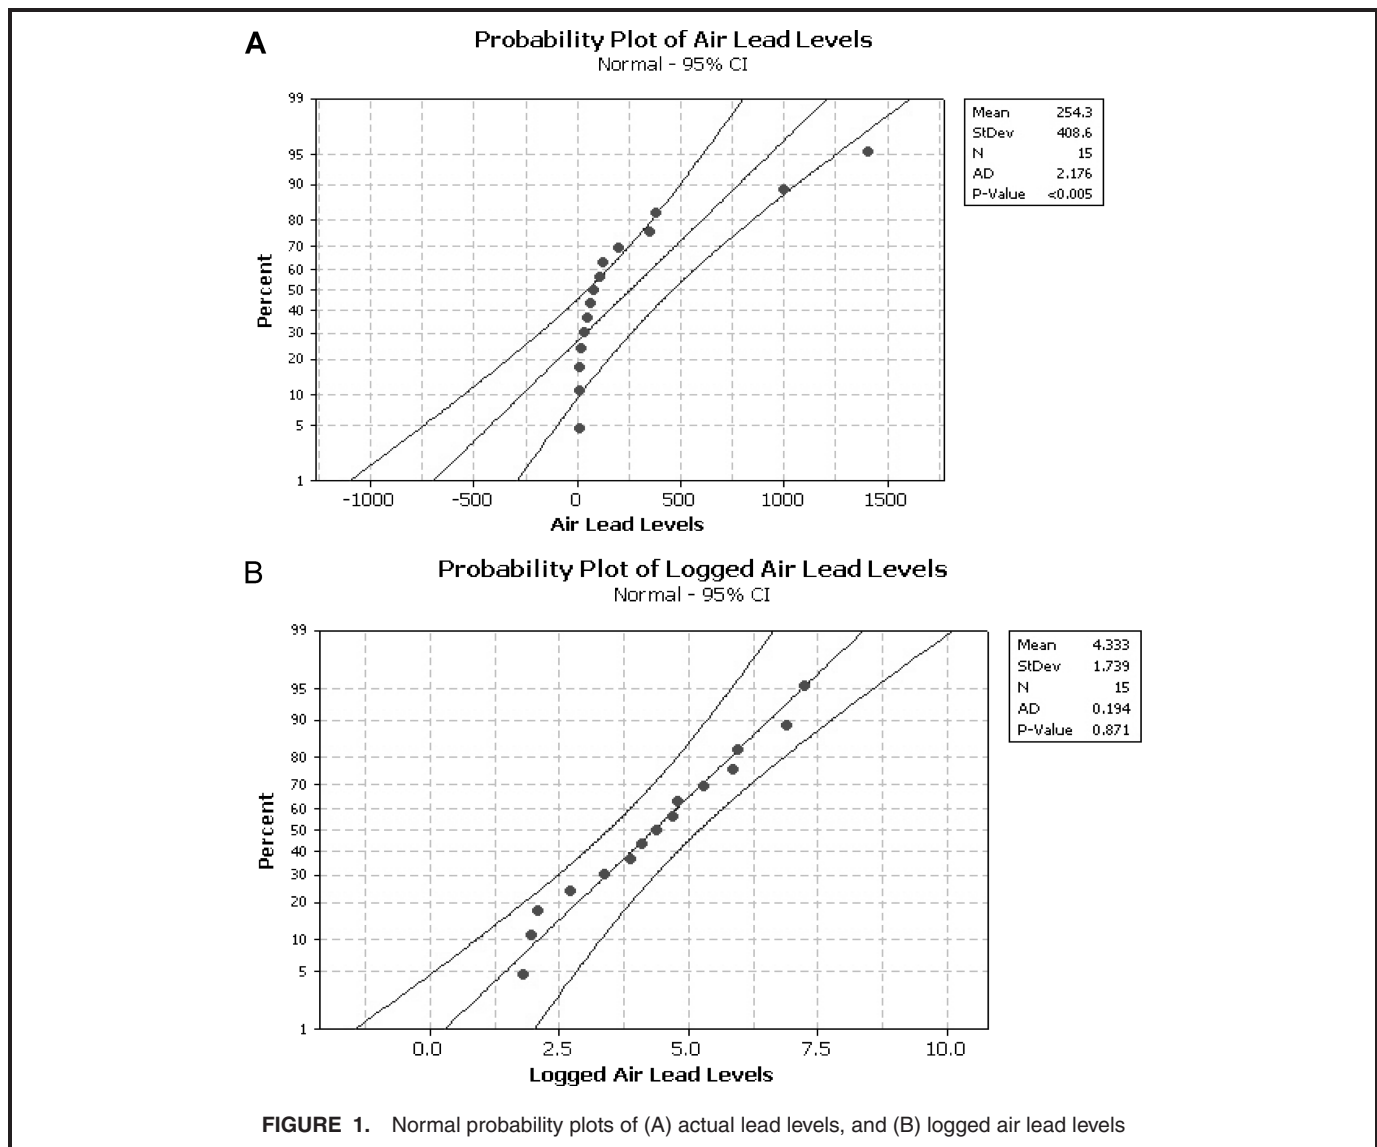 A
Probability Plot of Air Lead Levels
Normal - 95% CI
99
95
90
80
70
60
50
40
30
20
10
5
1
Percent
-1000 -500 0 500 1000 1500
Air Lead Levels
Mean 254.3
StDev 408.6
N 15
AD 2.176
P-Value <0.005
B
Probability Plot of Logged Air Lead Levels
Normal - 95% CI
99
95
90
80
70
60
50
40
30
20
10
5
1
Percent
0.0 2.5 5.0 7.5 10.0
Logged Air Lead Levels
Mean 4.333
StDev 1.739
N 15
AD 0.194
P-Value 0.871
FIGURE 1. Normal probability plots of (A) actual lead levels, and (B) logged air lead levels